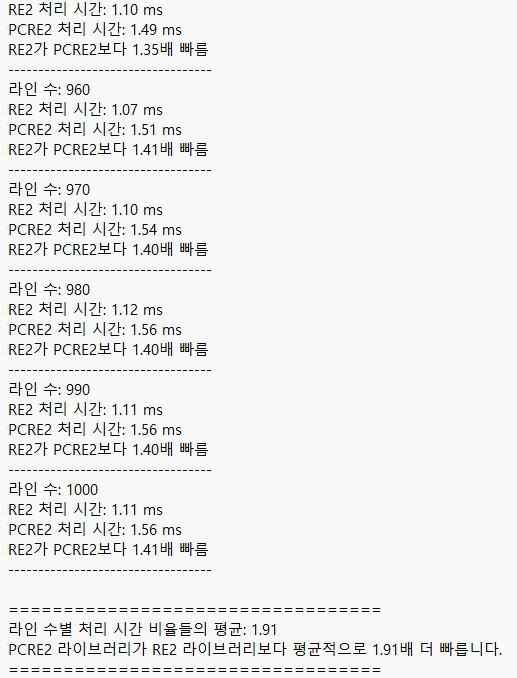 RE2 처리 시간: 1.10 ms
PCRE2 처리 시간: 1.49 ms
RE2가 PCRE2보다 1.35배 빠름
----------------------------------
라인 수: 960
RE2 처리 시간: 1.07 ms
PCRE2 처리 시간: 1.51 ms
RE2가 PCRE2보다 1.41배 빠름
----------------------------------
라인 수: 970
RE2 처리 시간: 1.10 ms
PCRE2 처리 시간: 1.54 ms
RE2가 PCRE2보다 1.40배 빠름
----------------------------------
라인 수: 980
RE2 처리 시간: 1.12 ms
PCRE2 처리 시간: 1.56 ms
RE2가 PCRE2보다 1.40배 빠름
----------------------------------
라인 수: 990
RE2 처리 시간: 1.11 ms
PCRE2 처리 시간: 1.56 ms
RE2가 PCRE2보다 1.40배 빠름
----------------------------------
라인 수: 1000
RE2 처리 시간: 1.11 ms
PCRE2 처리 시간: 1.56 ms
RE2가 PCRE2보다 1.41배 빠름
----------------------------------
==================================
라인 수별 처리 시간 비율들의 평균: 1.91
PCRE2 라이브러리가 RE2 라이브러리보다 평균적으로 1.91배 더 빠릅니다.
==================================